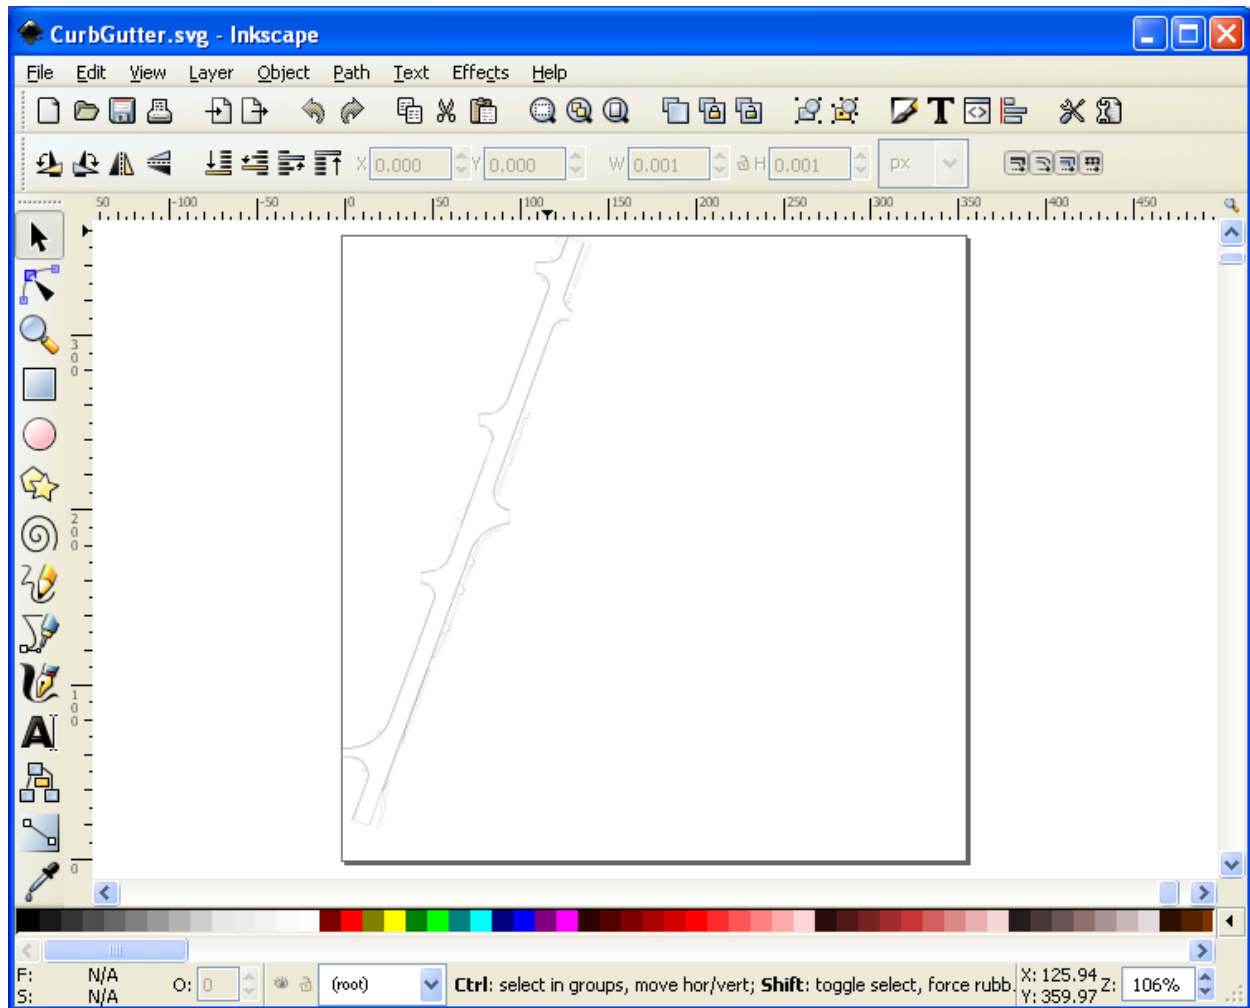 CurbGutter.svg - Inkscape
File Edit View Layer Object Path Text Effects Help
X 0.000 Y 0.000 W 0.001 H 0.001 px
50 -100 -50 0 50 100 150 200 250 300 350 400 450
300
200
100
0
F: N/A
S: N/A
O: 0
(root)
Ctrl: select in groups, move hor/vert; Shift: toggle select, force rubb.
X: 125.94
Y: 359.97
Z: 106%